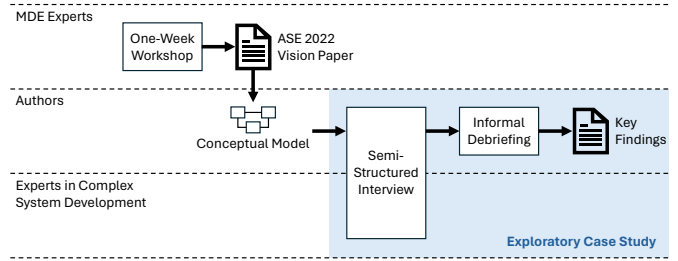 MDE Experts
One-Week
Workshop
ASE 2022
Vision Paper
Authors
Conceptual Model
Semi-
Structured
Interview
Informal
Debriefing
Key
Findings
Experts in Complex
System Development
Exploratory Case Study